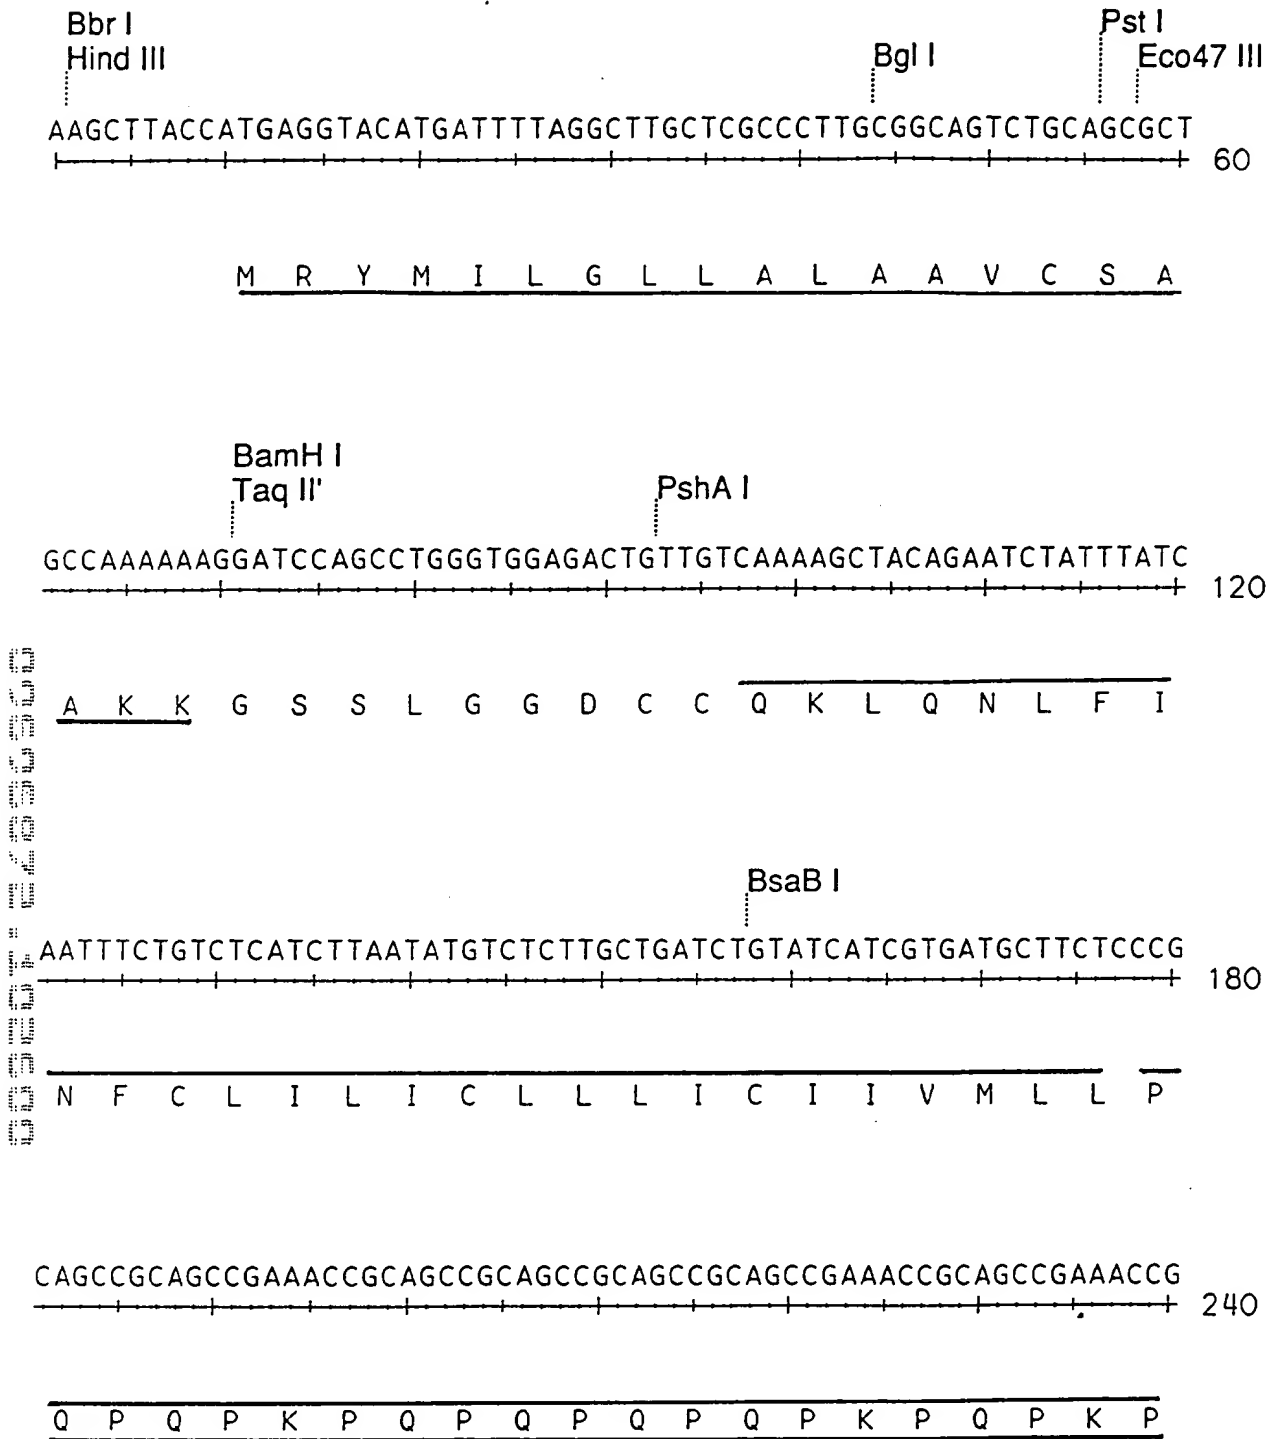 Bbr I
Pst I
Hind III
Bgl I
Eco47 III
AAGCTTACCATGAGGTACATGATTTTAGGCTTGCTCGCCCTTGCGGCAGTCTGCAGCGCT
60
M R Y M I L G L L A L A A V C S A
BamH I
Taq II'
PshA I
GCCAAAAAAGGATCCAGCCTGGGTGGAGACTGTTGTCAAAAGCTACAGAATCTATTTATC
120
A K K G S S L G G D C C Q K L Q N L F I
BsaB I
AATTTCTGTCTCATCTTAATATGTCTCTTGCTGATCTGTATCATCGTGATGCTTCTCCCG
180
N F C L I L I C L L L I C I I V M L L P
CAGCCGCAGCCGAAACCGCAGCCGCAGCCGCAGCCGCAGCCGAAACCGCAGCCGAAACCG
240
Q P Q P K P Q P Q P Q P Q P K P Q P K P